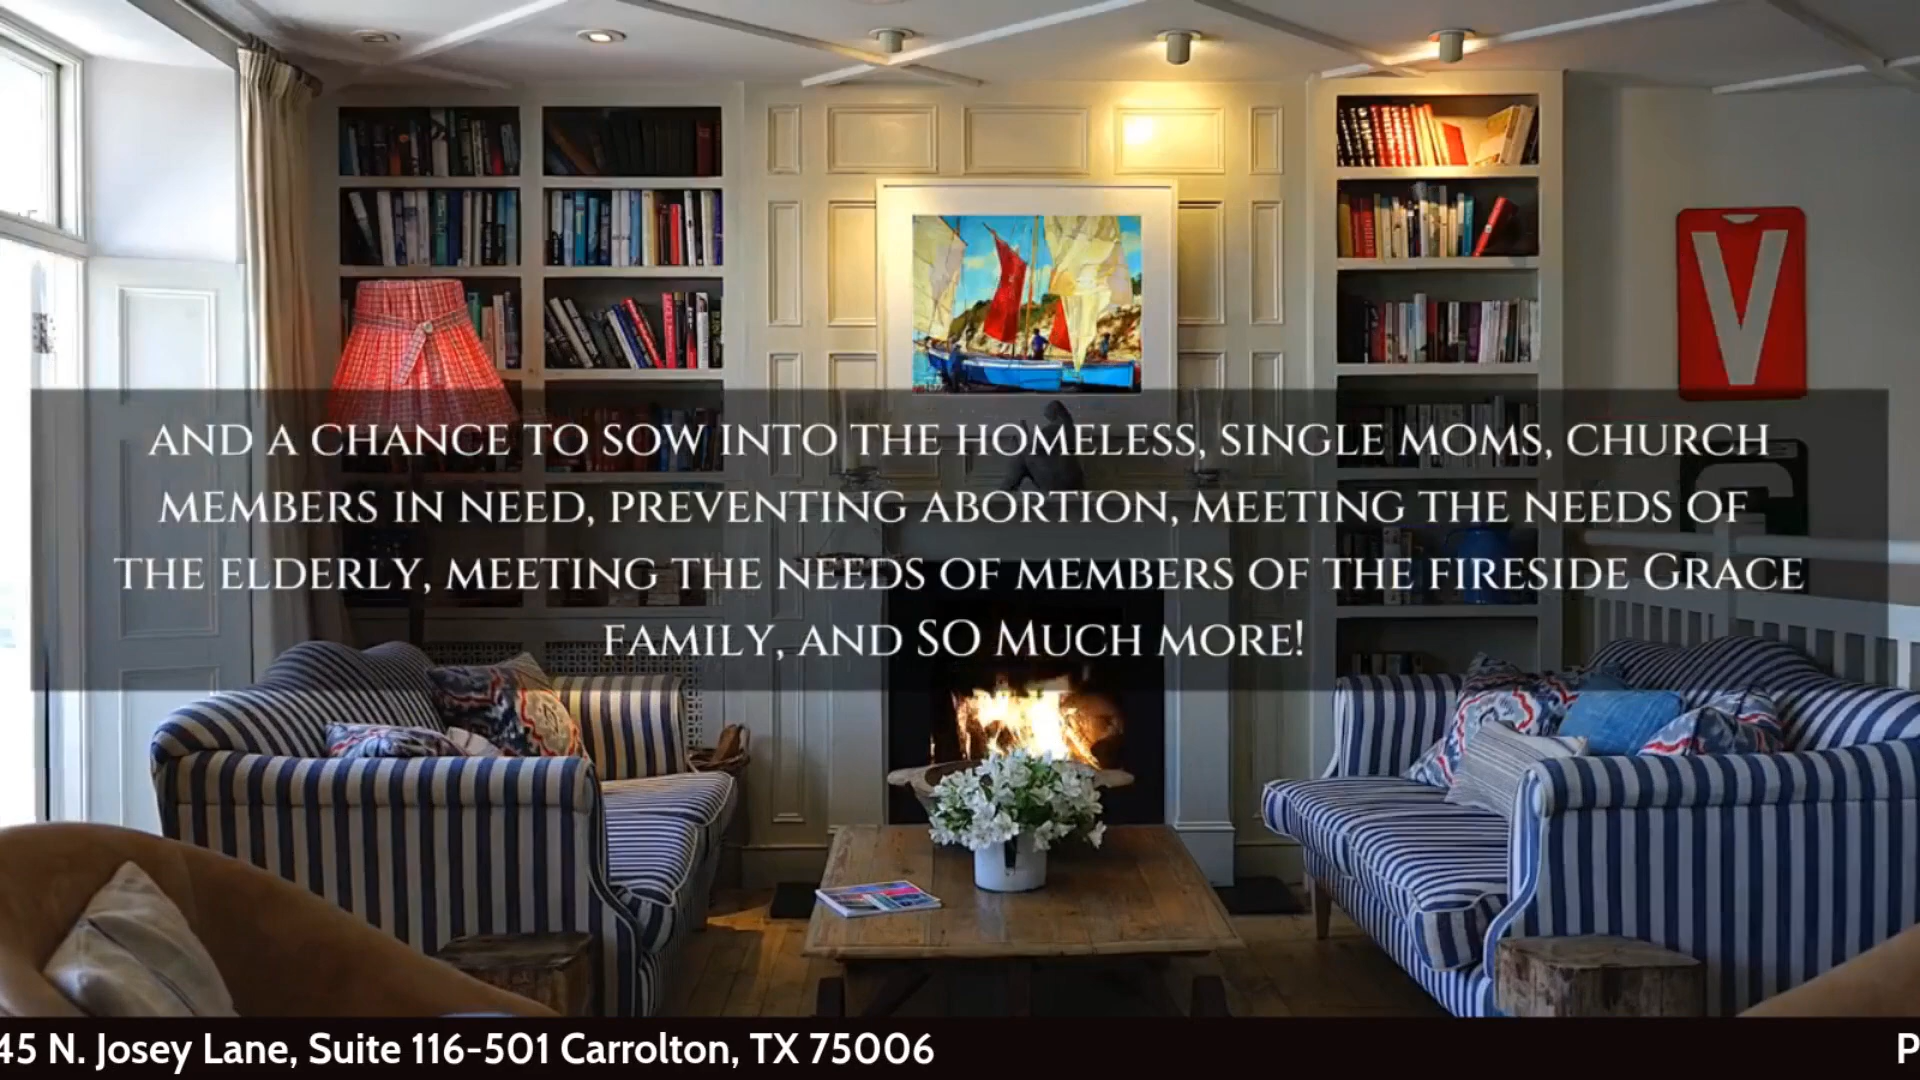 V
AND A CHANCE TO SOW INTO THE HOMELESS, SINGLE MOMS, CHURCH
MEMBERS IN NEED, PREVENTING ABORTION, MEETING THE NEEDS OF
THE ELDERLY, MEETING THE NEEDS OF MEMBERS OF THE FIRESIDE GRACE
FAMILY, AND SO MUCH MORE!
45 N. Josey Lane, Suite 116-501 Carrolton, TX 75006
P